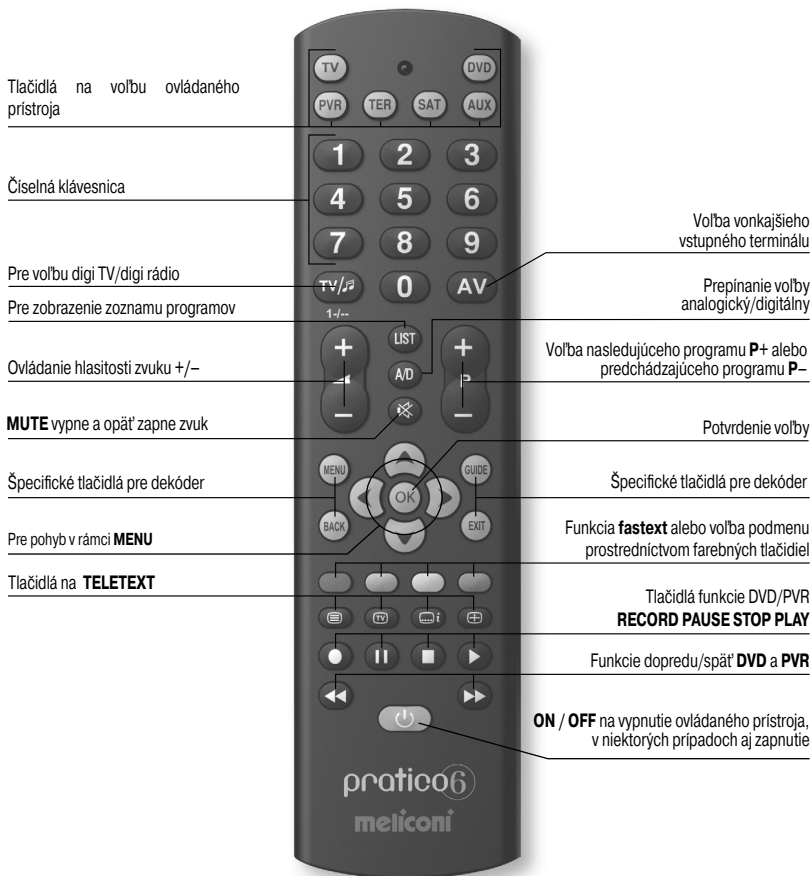 TV
DVD
PVR TER SAT AUX
Tlačidlá na voľbu ovládaného
prístroja
1 2 3
4 5 6
7 8 9
Číselná klávesnica
TV/♫ 0 AV
1-/--
Voľba vonkajšieho
vstupného terminálu
Pre voľbu digi TV/digi rádio
Pre zobrazenie zoznamu programov
LIST
Prepínanie voľby
analogický/digitálny
+ +
A/D
P
− −
Ovládanie hlasitosti zvuku +/–
Voľba nasledujúceho programu P+ alebo
predchádzajúceho programu P–
MUTE vypne a opäť zapne zvuk
Potvrdenie voľby
MENU GUIDE
OK
BACK EXIT
Špecifické tlačidlá pre dekóder
Špecifické tlačidlá pre dekóder
Pre pohyb v rámci MENU
Funkcia fastext alebo voľba podmenu
prostredníctvom farebných tlačidiel
Tlačidlá na TELETEXT
TV i
Tlačidlá funkcie DVD/PVR
RECORD PAUSE STOP PLAY
Funkcie dopredu/späť DVD a PVR
ON / OFF na vypnutie ovládaného prístroja,
v niektorých prípadoch aj zapnutie
pratico6
meliconi